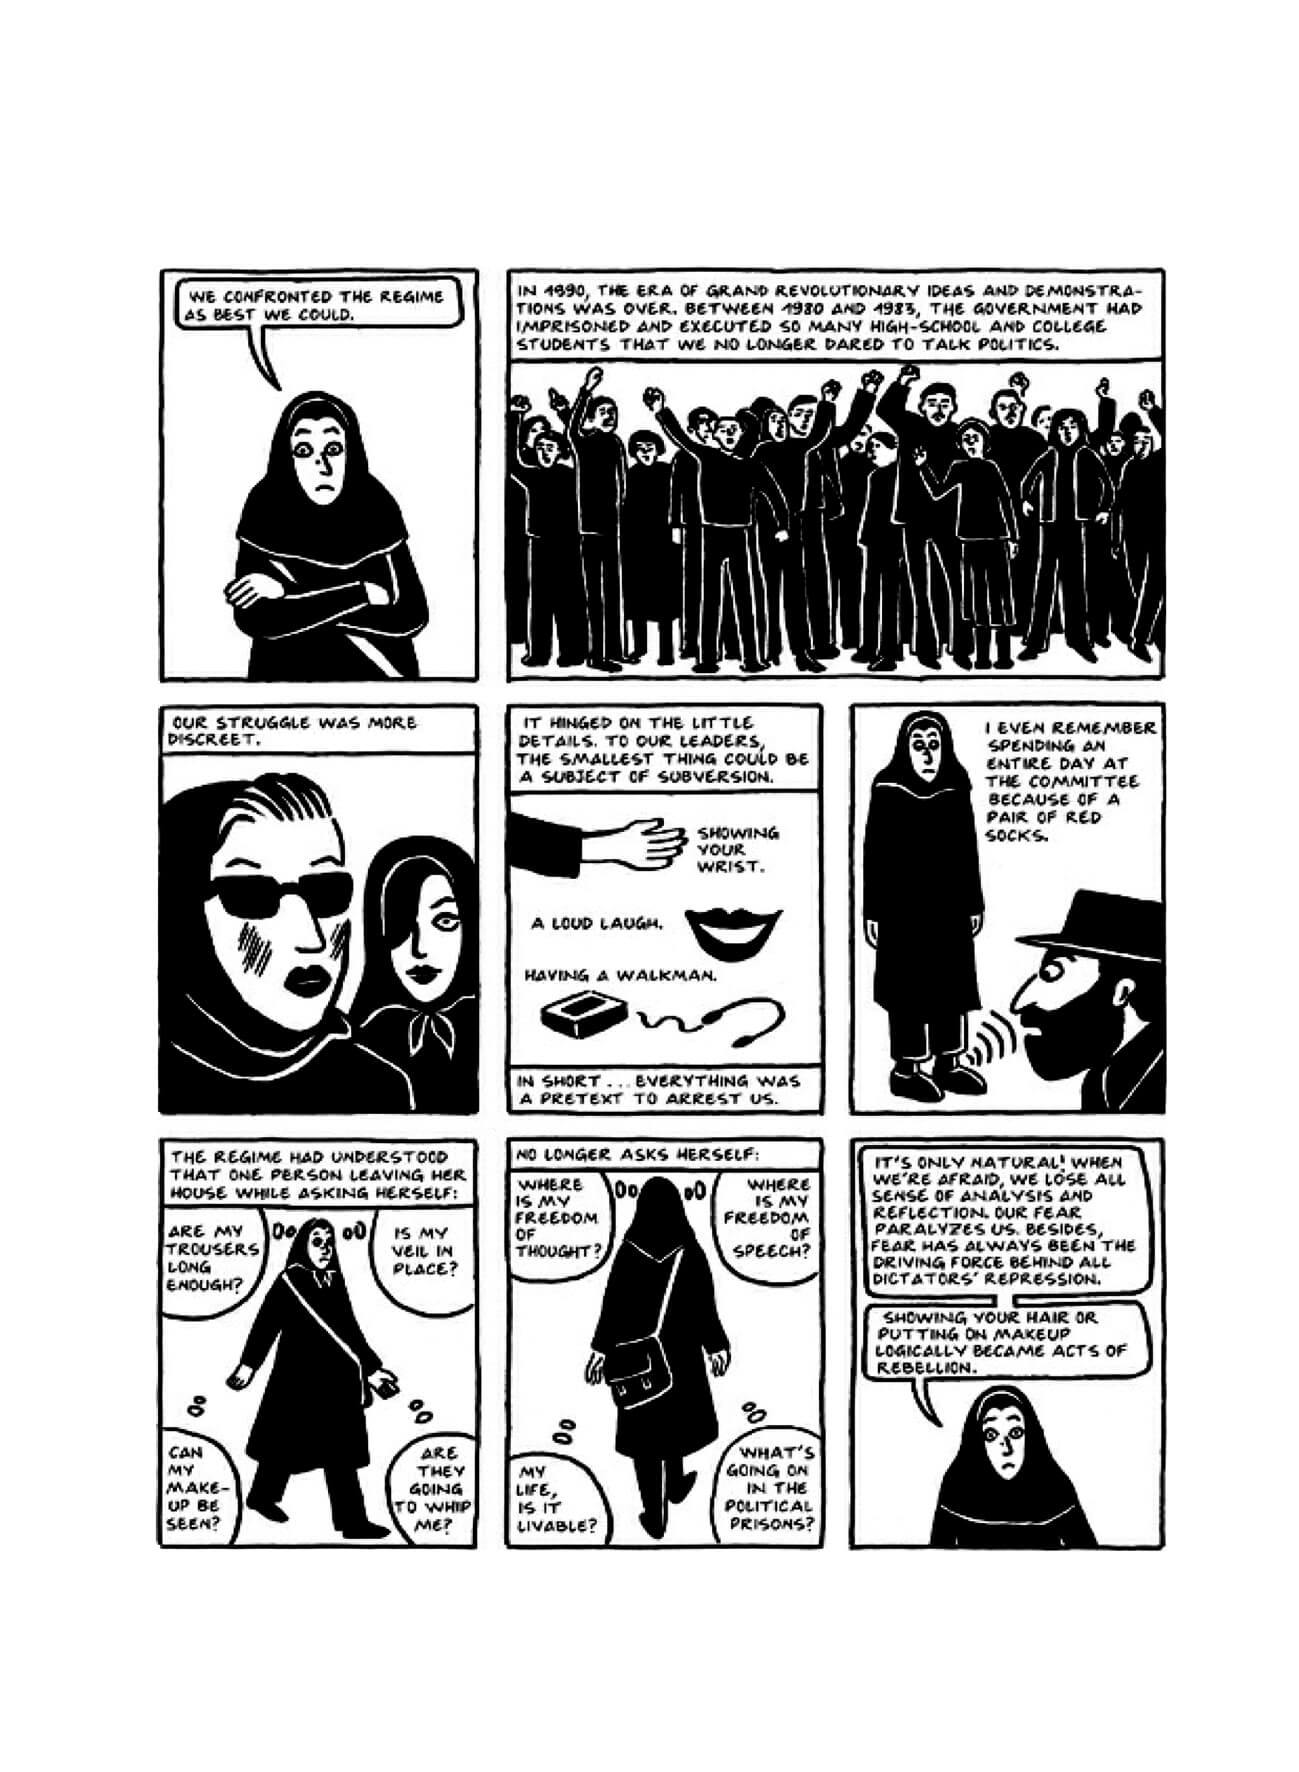 WE CONFRONTED THE REGIME
AS BEST WE COULD.
IN 1990, THE ERA OF GRAND REVOLUTIONARY IDEAS AND DEMONSTRA-
TIONS WAS OVER. BETWEEN 1980 AND 1983, THE GOVERNMENT HAD
IMPRISONED AND EXECUTED SO MANY HIGH-SCHOOL AND COLLEGE
STUDENTS THAT WE NO LONGER DARED TO TALK POLITICS.
OUR STRUGGLE WAS MORE
DISCREET.
IT HINGED ON THE LITTLE
DETAILS. TO OUR LEADERS,
THE SMALLEST THING COULD BE
A SUBJECT OF SUBVERSION.
SHOWING
YOUR
WRIST.
A LOUD LAUGH.
HAVING A WALKMAN.
IN SHORT... EVERYTHING WAS
A PRETEXT TO ARREST US.
I EVEN REMEMBER
SPENDING AN
ENTIRE DAY AT
THE COMMITTEE
BECAUSE OF A
PAIR OF RED
SOCKS.
THE REGIME HAD UNDERSTOOD
THAT ONE PERSON LEAVING HER
HOUSE WHILE ASKING HERSELF:
ARE MY
TROUSERS
LONG
ENOUGH?
IS MY
VEIL IN
PLACE?
CAN
MY
MAKE-
UP BE
SEEN?
ARE
THEY
GOING
TO WHIP
ME?
NO LONGER ASKS HERSELF:
WHERE
IS MY
FREEDOM
OF
THOUGHT?
WHERE
IS MY
FREEDOM
OF
SPEECH?
MY
LIFE,
IS IT
LIVABLE?
WHAT'S
GOING ON
IN THE
POLITICAL
PRISONS?
IT'S ONLY NATURAL! WHEN
WE'RE AFRAID, WE LOSE ALL
SENSE OF ANALYSIS AND
REFLECTION. OUR FEAR
PARALYZES US. BESIDES,
FEAR HAS ALWAYS BEEN THE
DRIVING FORCE BEHIND ALL
DICTATORS' REPRESSION.
SHOWING YOUR HAIR OR
PUTTING ON MAKEUP
LOGICALLY BECAME ACTS OF
REBELLION.